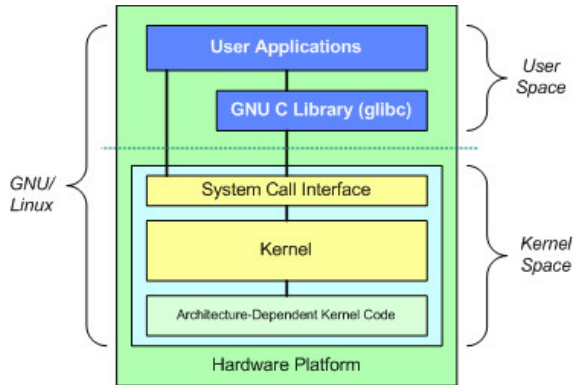 User Applications
GNU C Library (glibc)
User
Space
GNU/
Linux
System Call Interface
Kernel
Architecture-Dependent Kernel Code
Kernel
Space
Hardware Platform